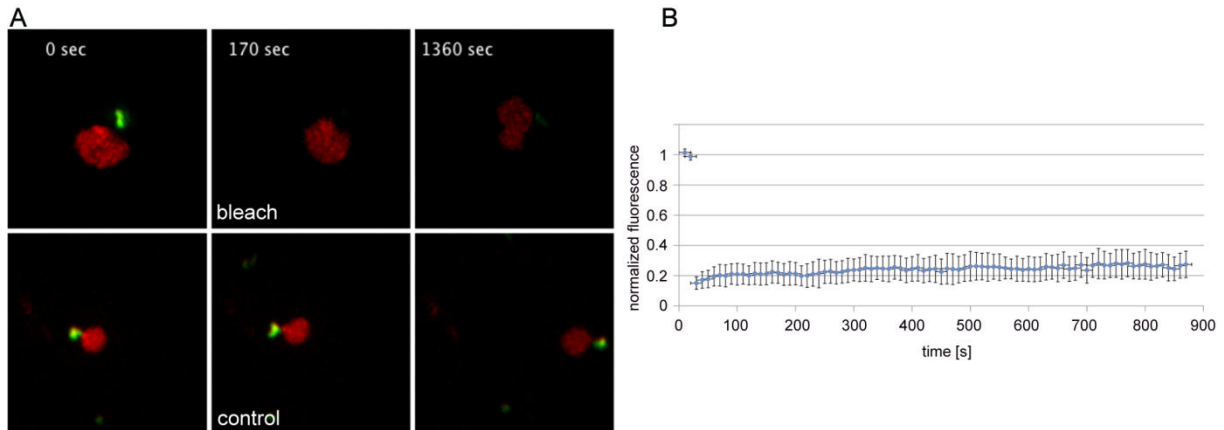 A
0 sec
170 sec
1360 sec
bleach
control
B
normalized fluorescence
1
0.8
0.6
0.4
0.2
0
0 100 200 300 400 500 600 700 800 900
time [s]